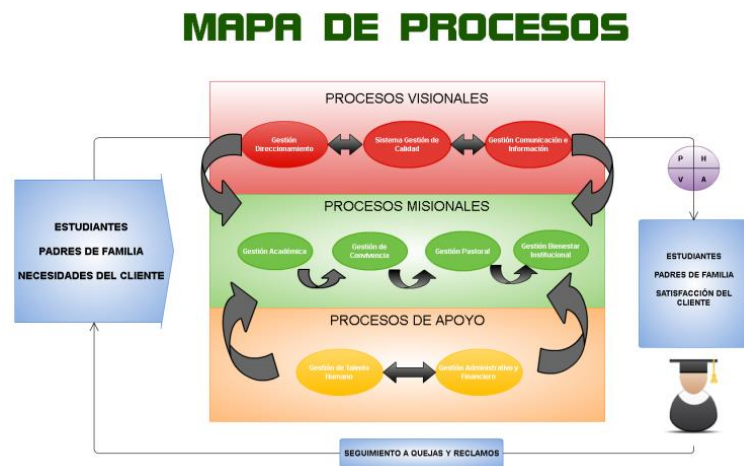 MAPA DE PROCESOS
PROCESOS VISIONALES
Gestión
Direccionamiento
Sistema Gestión de
Calidad
Gestión Comunicación e
Información
P H
V A
ESTUDIANTES
PADRES DE FAMILIA
NECESIDADES DEL CLIENTE
PROCESOS MISIONALES
Gestión Académica
Gestión de
Convivencia
Gestión Pastoral
Gestión Bienestar
Institucional
ESTUDIANTES
PADRES DE FAMILIA
SATISFACCIÓN DEL
CLIENTE
PROCESOS DE APOYO
Gestión de Talento
Humano
Gestión Administrativo y
Financiero
SEGUIMIENTO A QUEJAS Y RECLAMOS